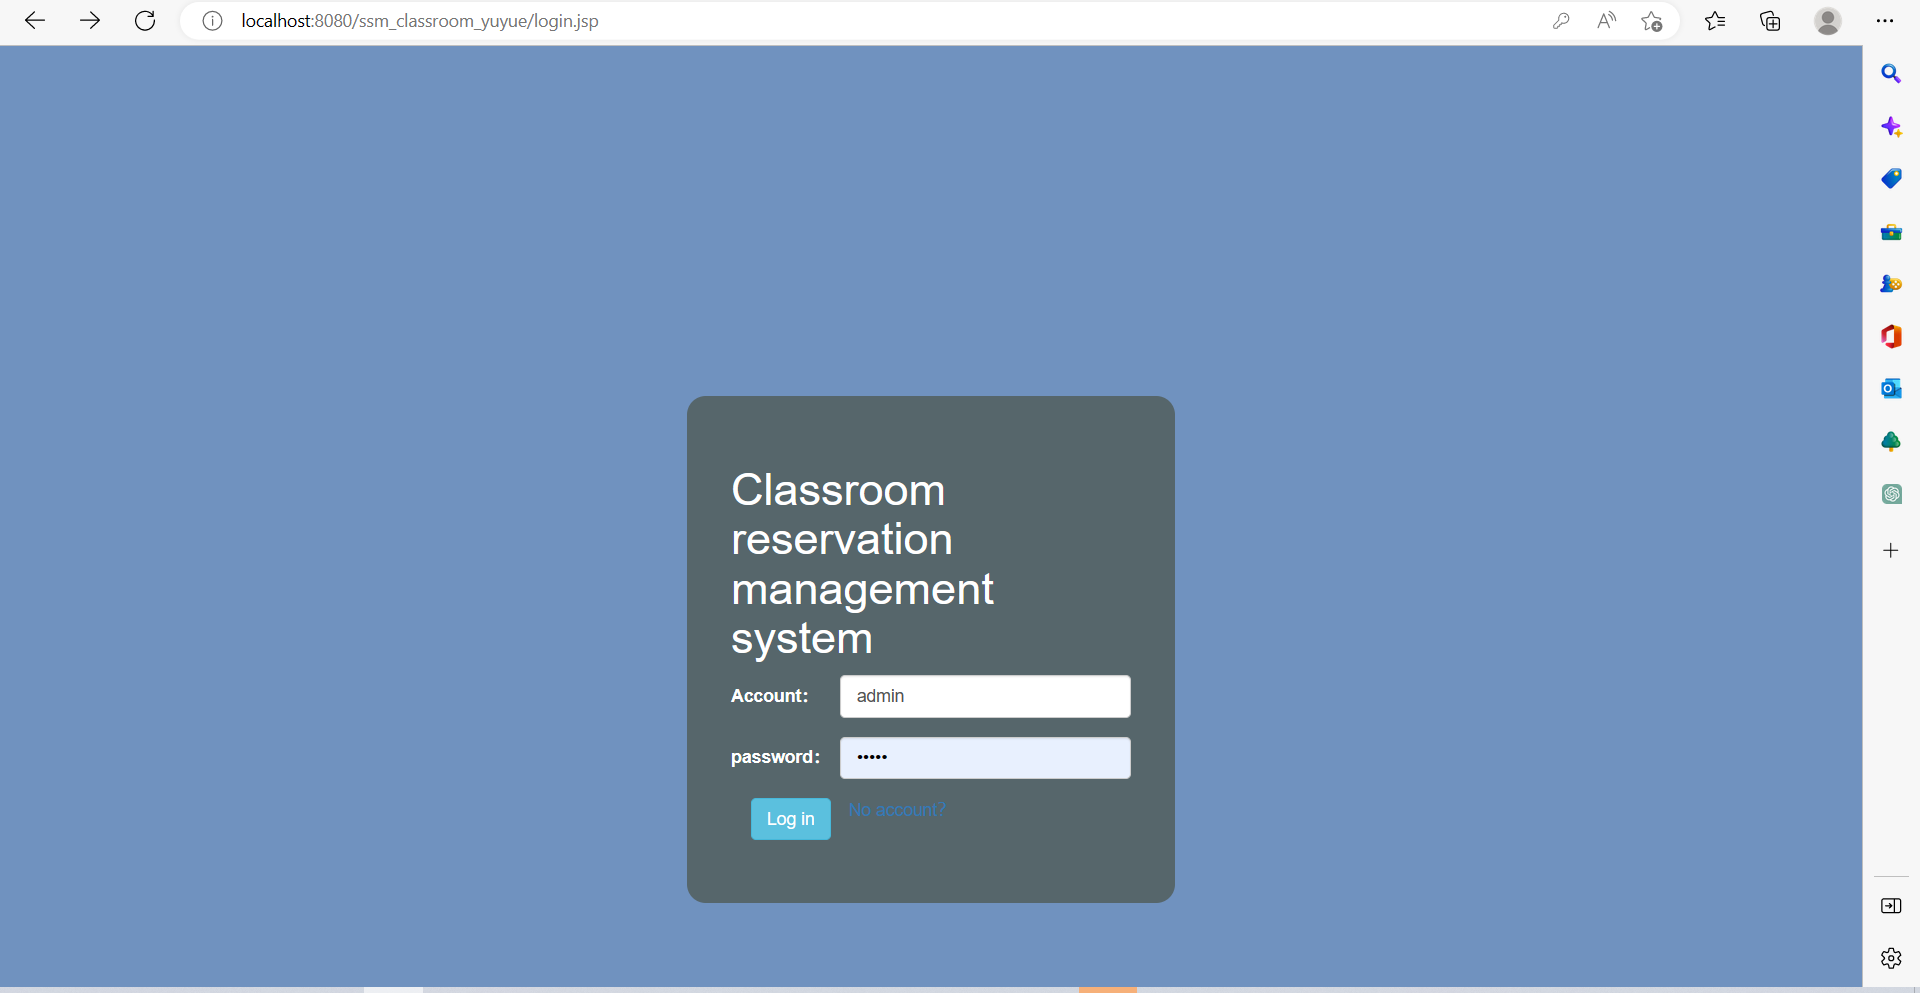 localhost:8080/ssm_classroom_yuyue/login.jsp
Classroom
reservation
management
system
Account:
admin
password:
•••••
Log in
No account?